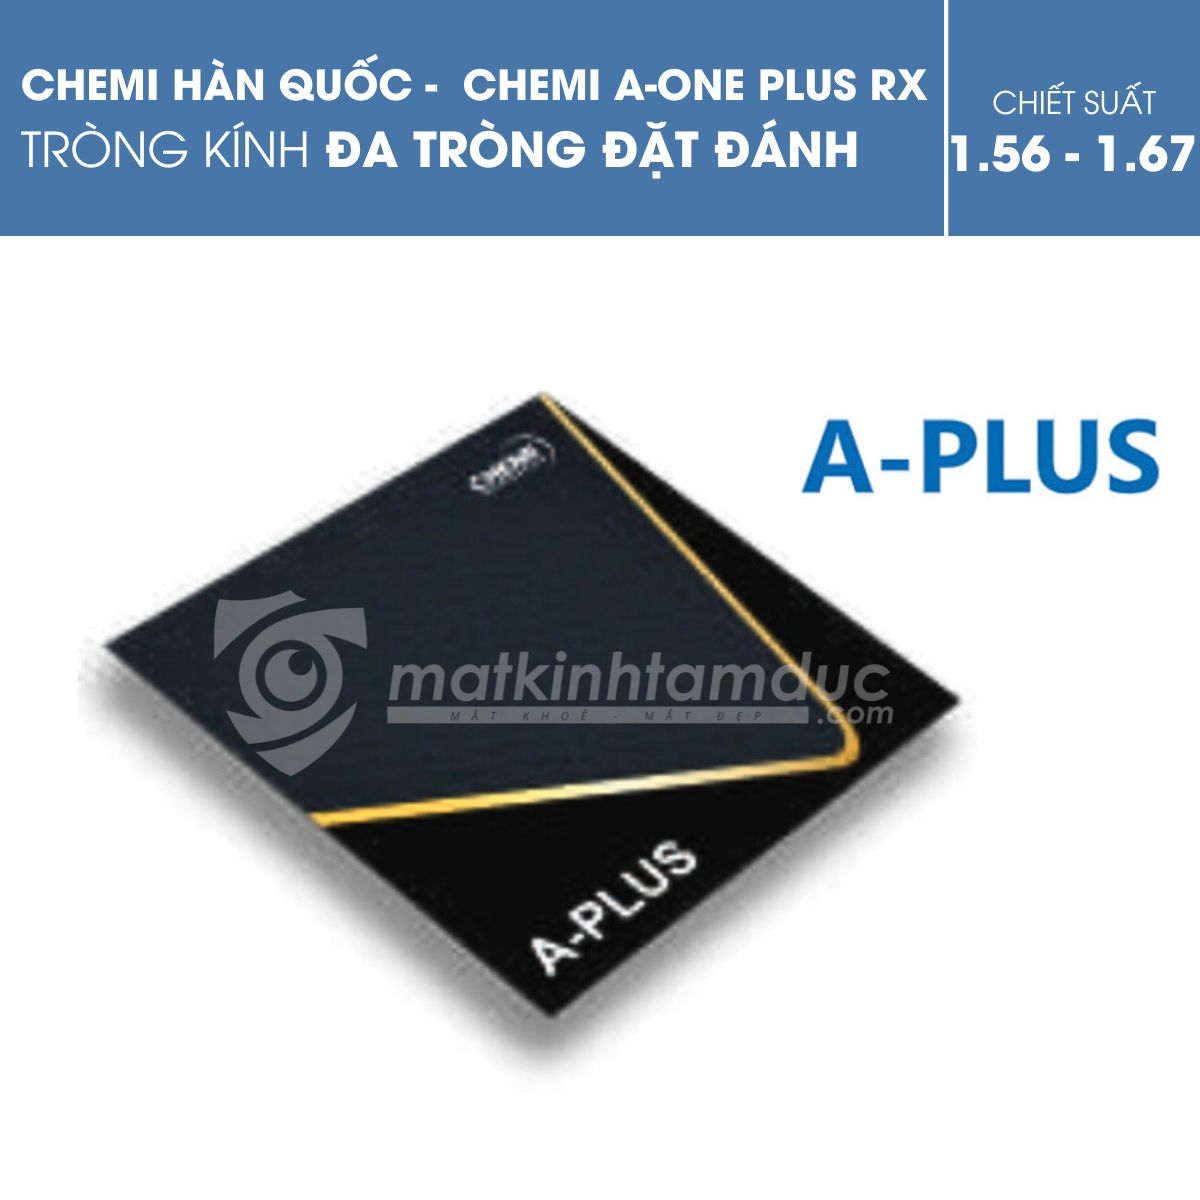 CHEMI HÀN QUỐC - CHEMI A-ONE PLUS RX
TRÒNG KÍNH ĐA TRÒNG ĐẶT ĐÁNH
CHIẾT SUẤT
1.56 - 1.67
A-PLUS
CHEMI
matkinhtamduc
MẮT KHOẺ - MẮT ĐẸP
.com
A-PLUS